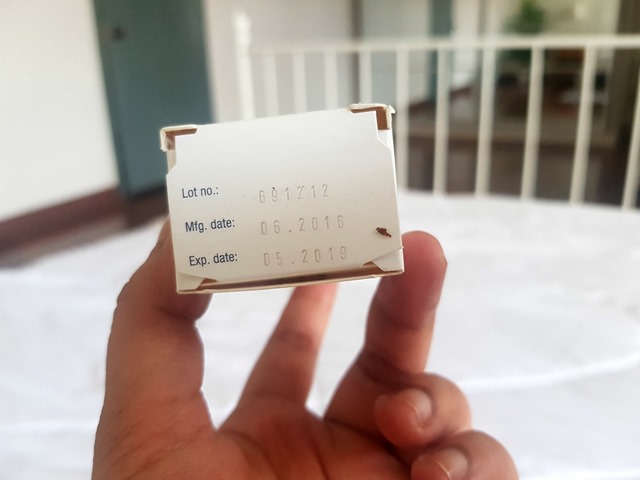 Lot no.: 691212
Mfg. date: 06.2016
Exp. date: 05.2019